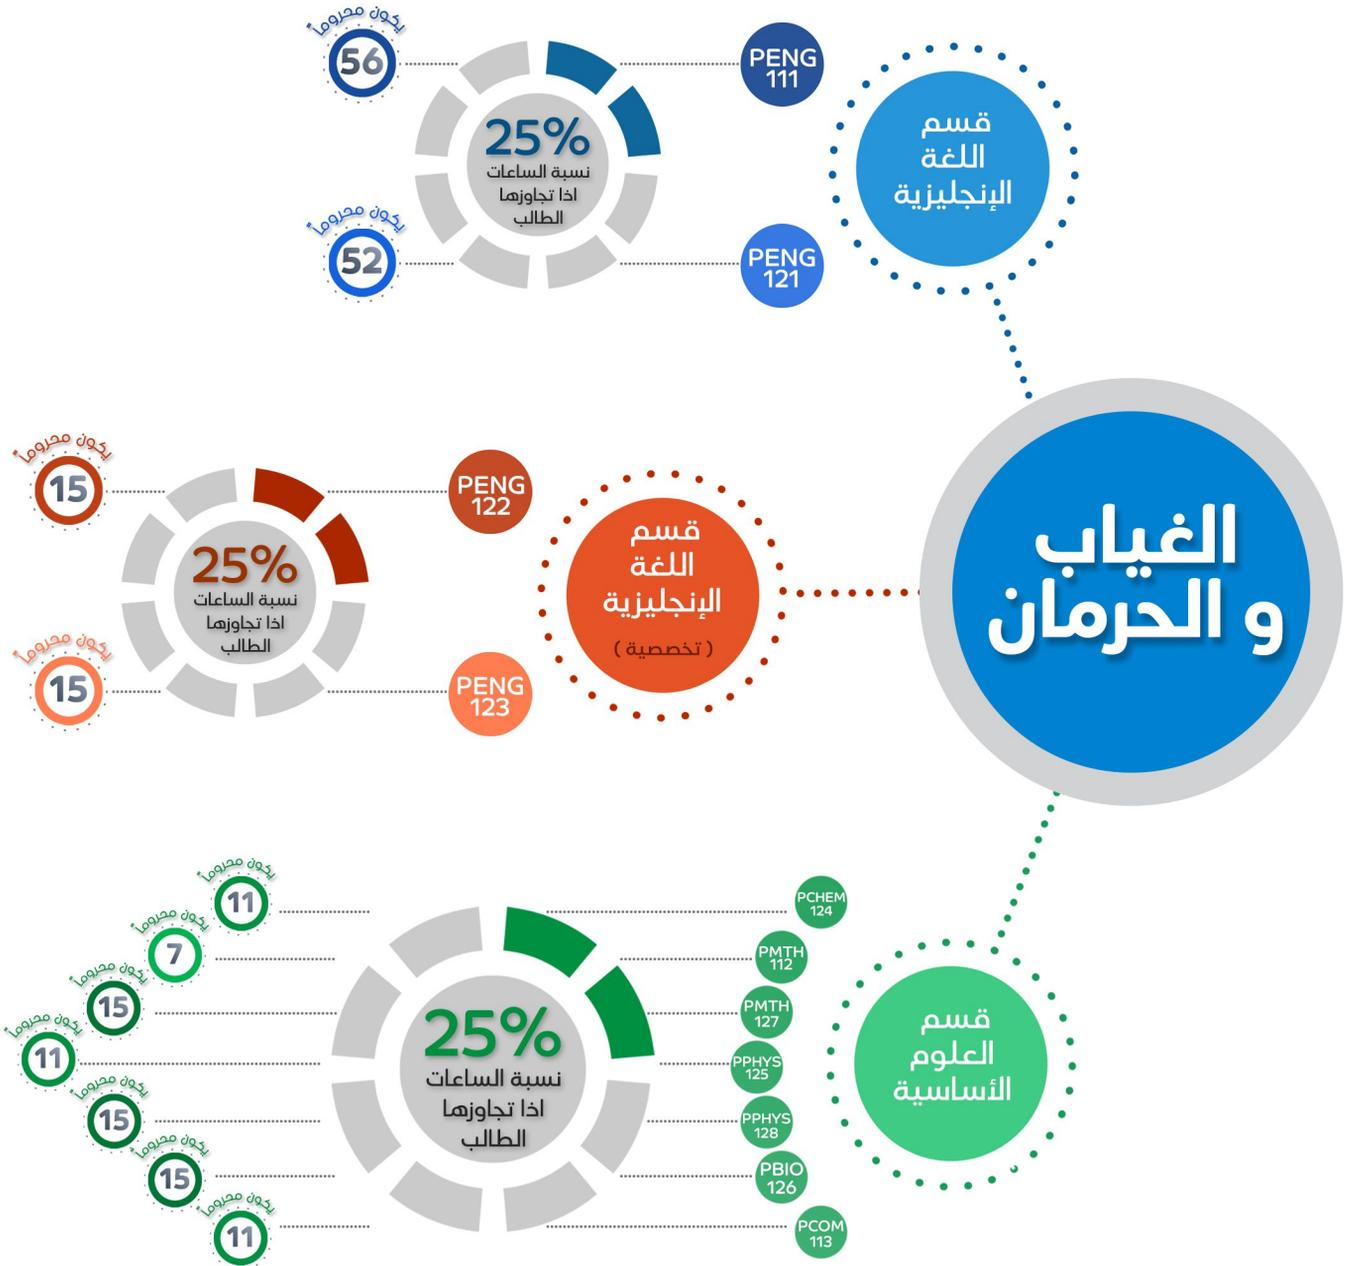 الغياب
و الحرمان
قسم
اللغة
الإنجليزية
PENG
111
25%
نسبة الساعات
اذا تجاوزها
الطالب
يكون محروماً
56
PENG
121
يكون محروماً
52
قسم
اللغة
الإنجليزية
( تخصصية )
PENG
122
25%
نسبة الساعات
اذا تجاوزها
الطالب
يكون محروماً
15
PENG
123
يكون محروماً
15
قسم
العلوم
الأساسية
25%
نسبة الساعات
اذا تجاوزها
الطالب
PCHEM
124
يكون محروماً
11
PMTH
112
يكون محروماً
7
PMTH
127
يكون محروماً
15
PPHYS
125
يكون محروماً
11
PPHYS
128
يكون محروماً
15
PBIO
126
يكون محروماً
15
PCOM
113
يكون محروماً
11